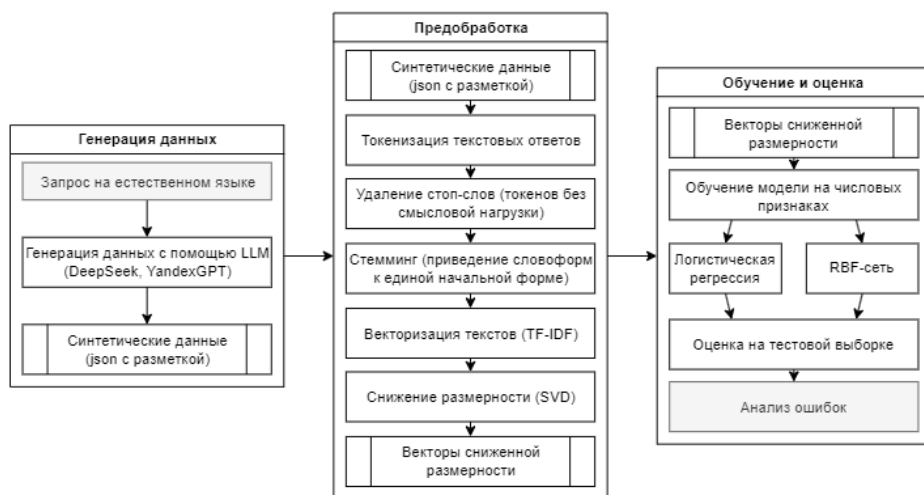 Генерация данных
Запрос на естественном языке
Генерация данных с помощью LLM
(DeepSeek, YandexGPT)
Синтетические данные
(json с разметкой)
Предобработка
Синтетические данные
(json с разметкой)
Токенизация текстовых ответов
Удаление стоп-слов (токенов без
смысловой нагрузки)
Стемминг (приведение словоформ
к единой начальной форме)
Векторизация текстов (TF-IDF)
Снижение размерности (SVD)
Векторы сниженной
размерности
Обучение и оценка
Векторы сниженной
размерности
Обучение модели на числовых
признаках
Логистическая
регрессия
RBF-сеть
Оценка на тестовой выборке
Анализ ошибок